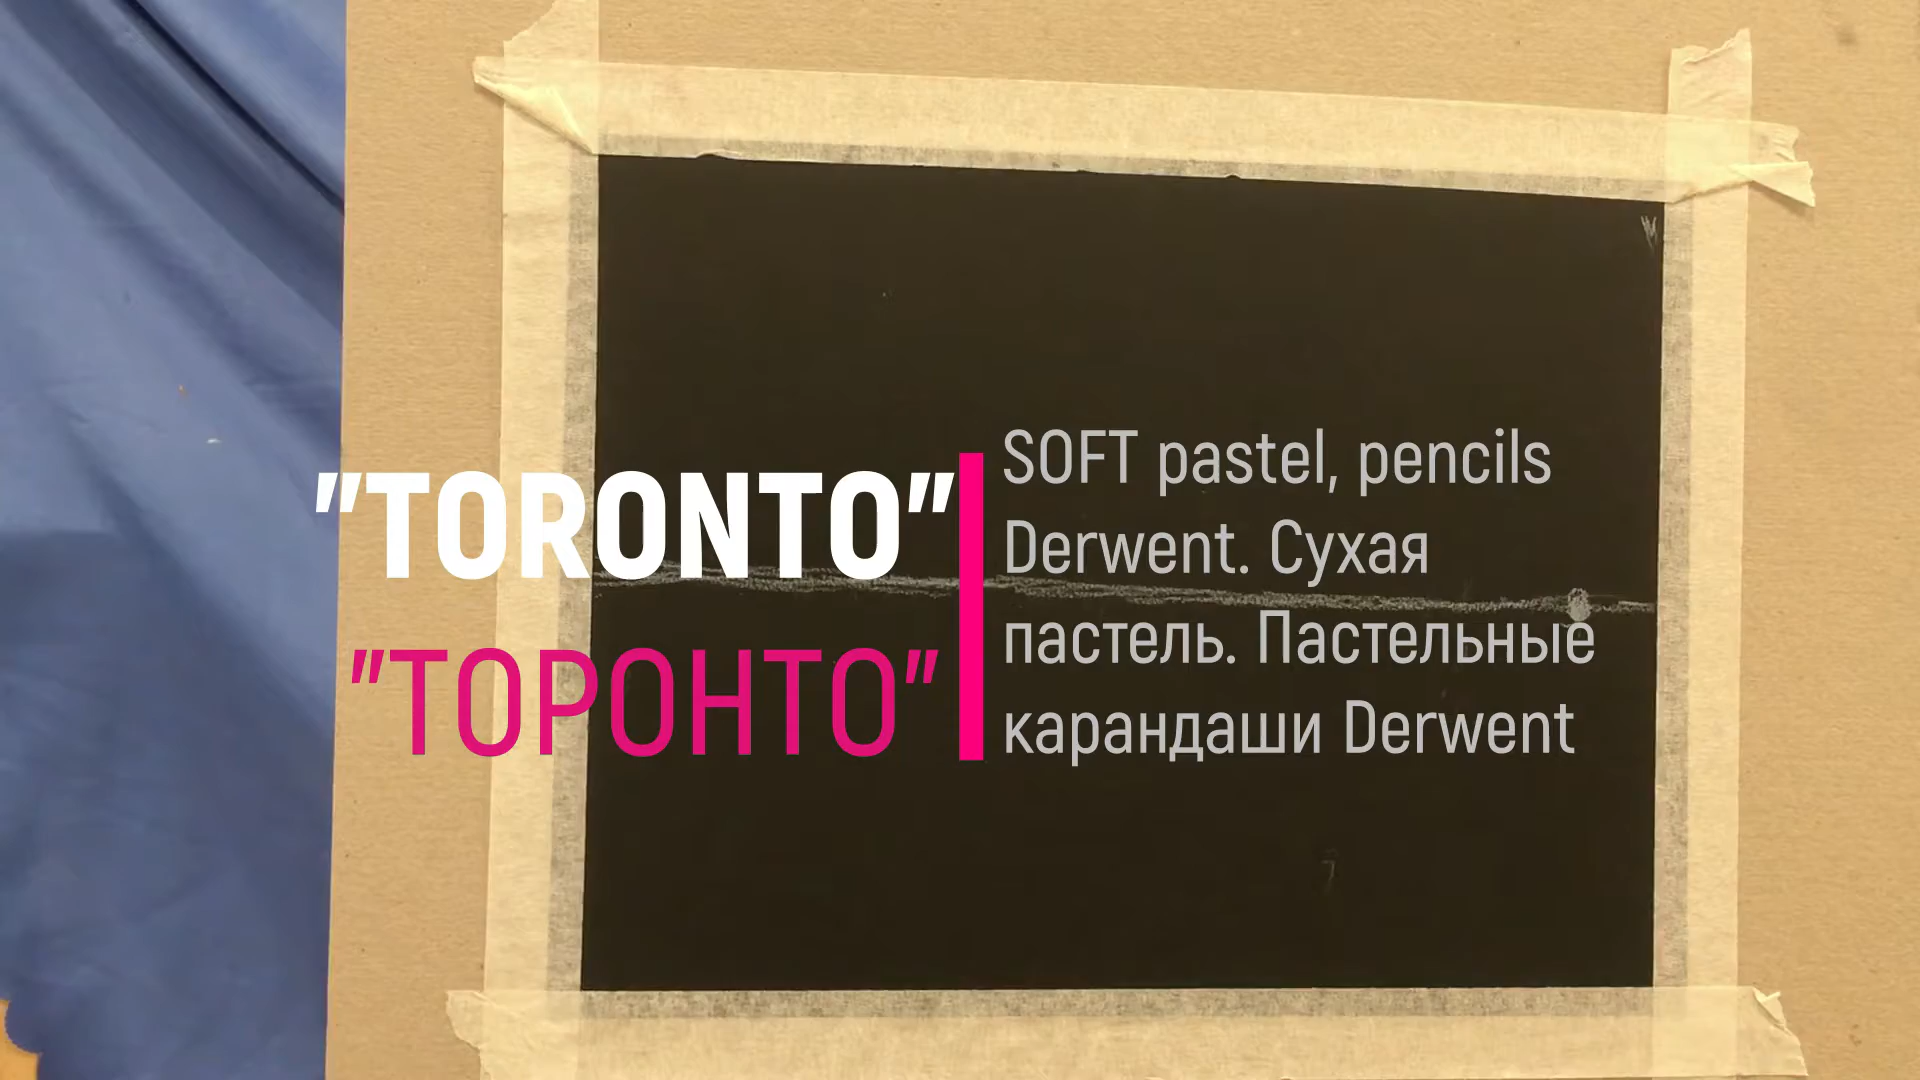 "TORONTO"
"ТОРОНТО"
SOFT pastel, pencils
Derwent. Сухая
пастель. Пастельные
карандаши Derwent